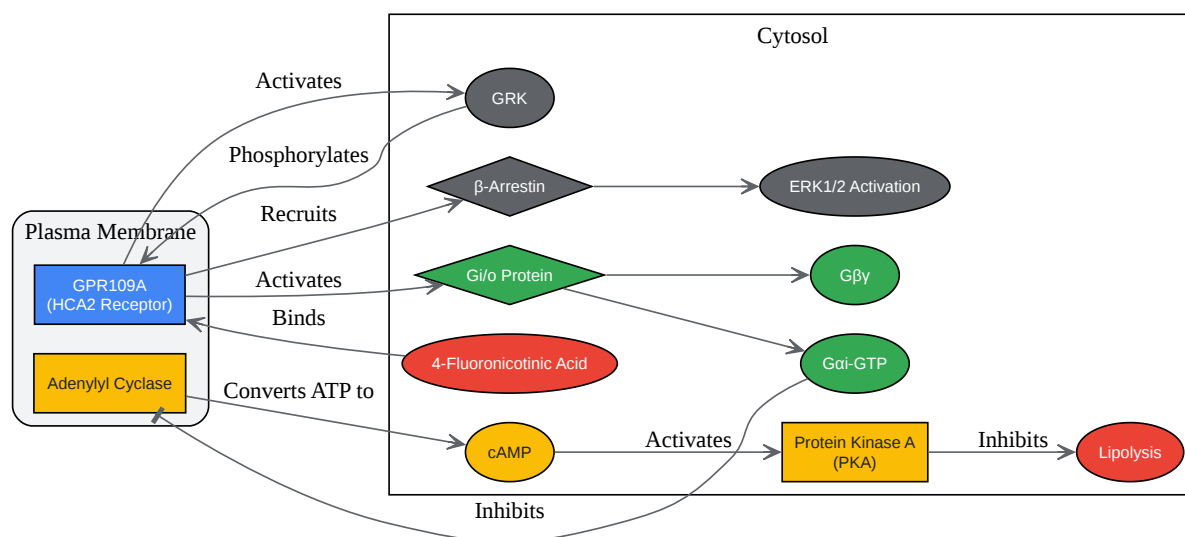 Cytosol
Activates
GRK
Phosphorylates
β-Arrestin
ERK1/2 Activation
Recruits
Plasma Membrane
GPR109A
(HCA2 Receptor)
Activates
Gi/o Protein
Gβγ
Binds
4-Fluoronicotinic Acid
Gαi-GTP
Adenylyl Cyclase
Converts ATP to
cAMP
Activates
Protein Kinase A
(PKA)
Inhibits
Lipolysis
Inhibits